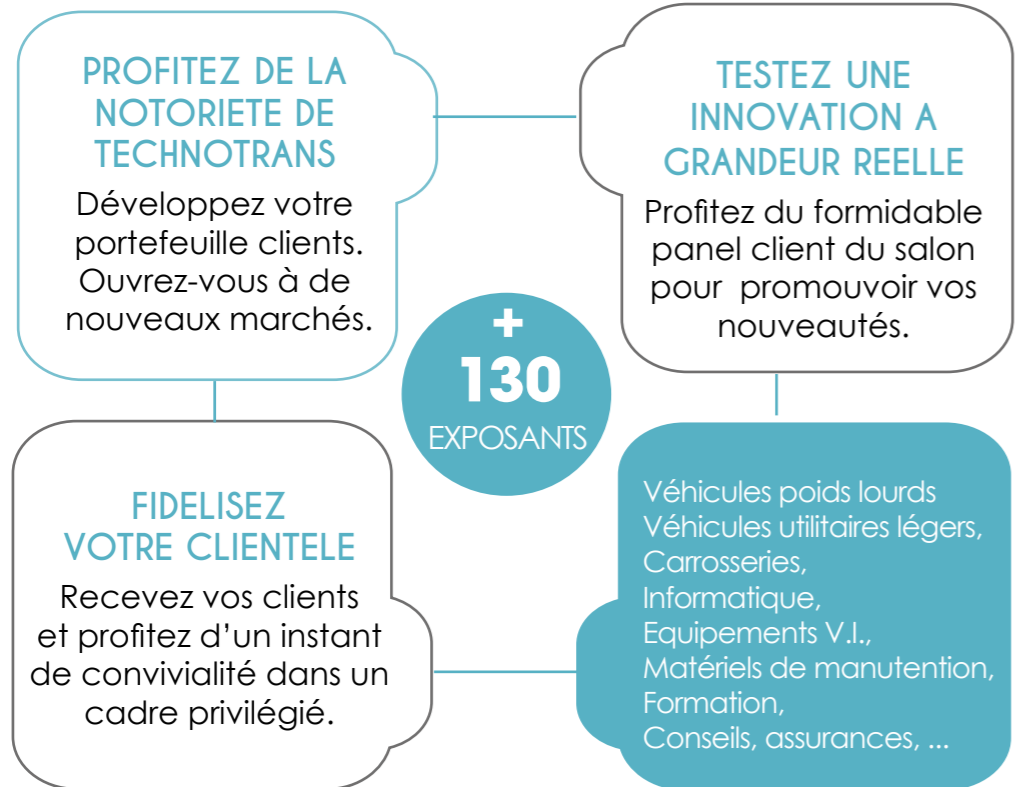 PROFITEZ DE LA
NOTORIETE DE
TECHNOTRANS
Développez votre
portefeuille clients.
Ouvrez-vous à de
nouveaux marchés.
TESTEZ UNE
INNOVATION A
GRANDEUR REELLE
Profitez du formidable
panel client du salon
pour promouvoir vos
nouveautés.
+
130
EXPOSANTS
FIDELISEZ
VOTRE CLIENTELE
Recevez vos clients
et profitez d’un instant
de convivialité dans un
cadre privilégié.
Véhicules poids lourds
Véhicules utilitaires légers,
Carrosseries,
Informatique,
Equipements V.I.,
Matériels de manutention,
Formation,
Conseils, assurances, ...